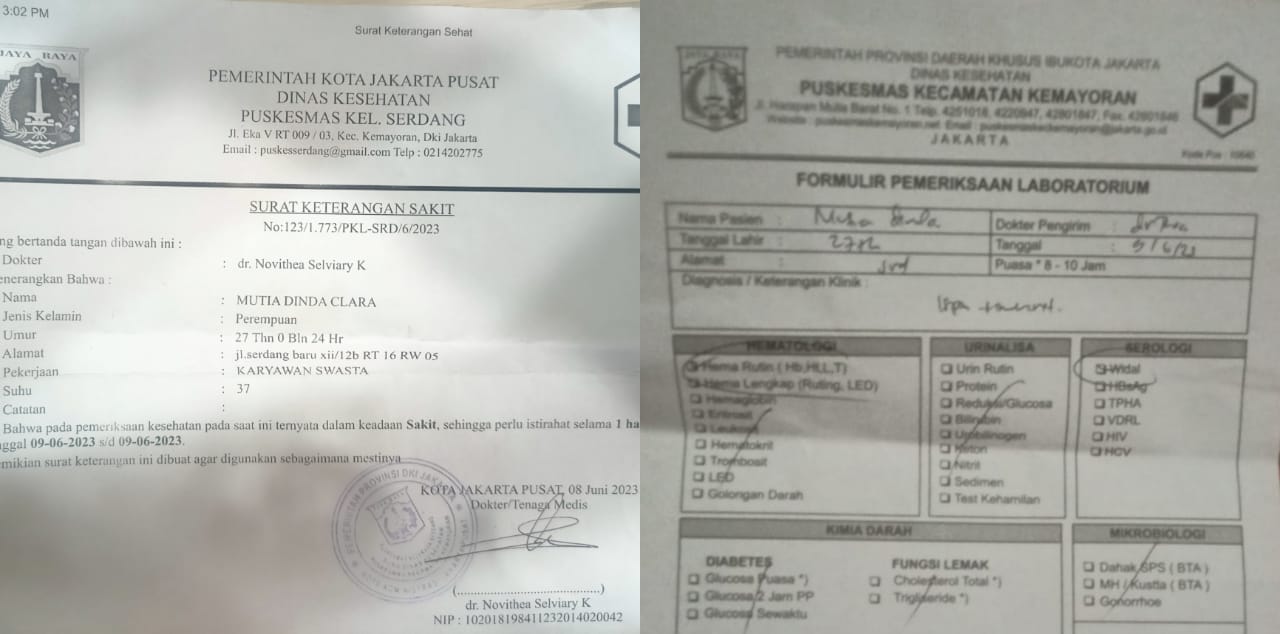 3:02 PM
Surat Keterangan Sehat
JAYA RAYA
PEMERINTAH KOTA JAKARTA PUSAT
DINAS KESEHATAN
PUSKESMAS KEL. SERDANG
Jl. Eka V RT 009 / 03, Kec. Kemayoran, Dki Jakarta
Email : puskesserdang@gmail.com Telp : 0214202775
SURAT KETERANGAN SAKIT
No:123/1.773/PKL-SRD/6/2023
ng bertanda tangan dibawah ini :
Dokter : dr. Novithea Selviary K
enerangkan Bahwa :
Nama : MUTIA DINDA CLARA
Jenis Kelamin : Perempuan
Umur : 27 Thn 0 Bln 24 Hr
Alamat : jl.serdang baru xii/12b RT 16 RW 05
Pekerjaan : KARYAWAN SWASTA
Suhu : 37
Catatan :
Bahwa pada pemeriksaan kesehatan pada saat ini ternyata dalam keadaan Sakit, sehingga perlu istirahat selama 1 ha
nggal 09-06-2023 s/d 09-06-2023.
mikian surat keterangan ini dibuat agar digunakan sebagaimana mestinya
KOTA JAKARTA PUSAT, 08 Juni 2023
Dokter/Tenaga Medis
PEMERINTAH PROVINSI DKI JAKARTA
(.......................................)
dr. Novithea Selviary K
NIP : 102018198411232014020042
PEMERINTAH PROVINSI DAERAH KHUSUS IBUKOTA JAKARTA
DINAS KESEHATAN
PUSKESMAS KECAMATAN KEMAYORAN
Jl. Harapan Mulia Barat No. 1 Telp. 4251018, 4220947, 42801847, Fax. 42801846
Website : puskesmaskemayoran.net Email : puskesmaskeckemayoran@jakarta.go.id
JAKARTA
Kode Pos : 10640
FORMULIR PEMERIKSAAN LABORATORIUM
Nama Pasien :
Dokter Pengirim :
Tanggal Lahir : 27th
Tanggal : 9/6/23
Alamat : Srd
Puasa * 8 - 10 Jam
Diagnosis / Keterangan Klinik :
HEMATOLOGI
Hema Rutin ( Hb,HLL,T)
Hema Lengkap (Ruting, LED)
Hemaglobin
Eritrosit
Leukosit
Hematokril
Trombosit
LED
Golongan Darah
URINALISA
Urin Rutin
Protein
Reduksi/Glucosa
Bilirubin
Urobilinogen
Keton
Nitril
Sedimen
Test Kehamilan
SEROLOGI
Widal
HBsAg
TPHA
VDRL
HIV
HCV
KIMIA DARAH
DIABETES
Glucosa Puasa *)
Glucosa 2 Jam PP
Glucosa Sewaktu
FUNGSI LEMAK
Cholesterol Total *)
Trigliseride *)
MIKROBIOLOGI
Dahak SPS ( BTA )
MH / Kustla ( BTA )
Gonorrhoe